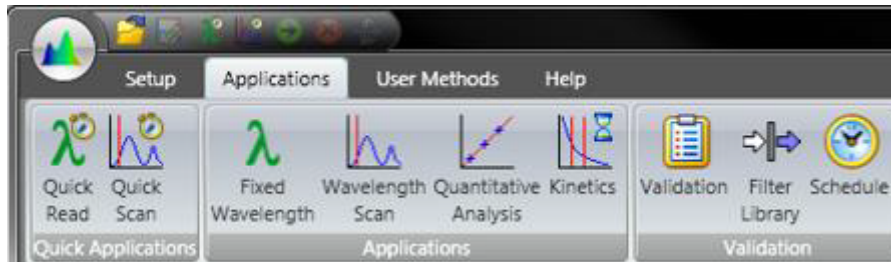 Setup Applications User Methods Help
Quick Quick Fixed Wavelength Quantitative Kinetics Validation Filter Schedule
Read Scan Wavelength Scan Analysis Library
Quick Applications Applications Validation